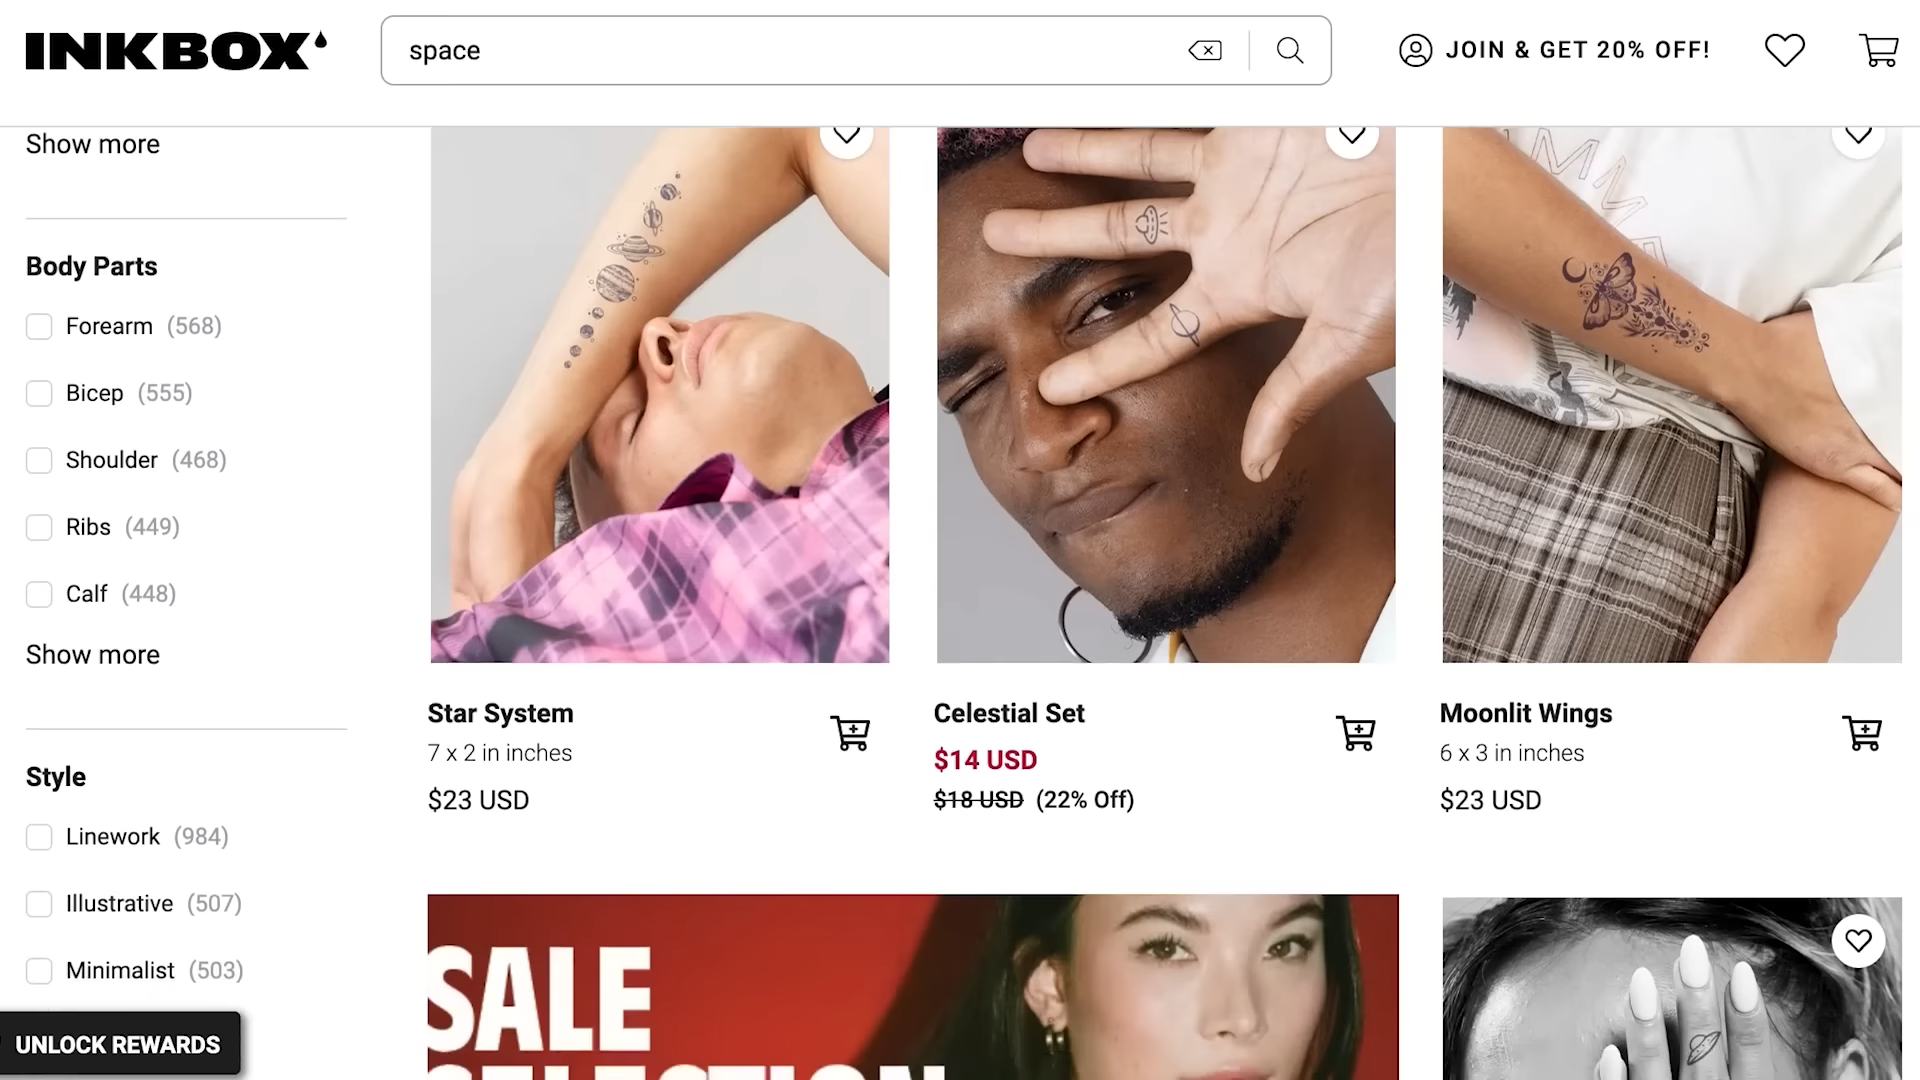 INKBOX
space
JOIN & GET 20% OFF!
Show more
Body Parts
Forearm (568)
Bicep (555)
Shoulder (468)
Ribs (449)
Calf (448)
Show more
Style
Linework (984)
Illustrative (507)
Minimalist (503)
UNLOCK REWARDS
Star System
7 x 2 in inches
$23 USD
Celestial Set
$14 USD
$18 USD (22% Off)
Moonlit Wings
6 x 3 in inches
$23 USD
SALE
SELECTION